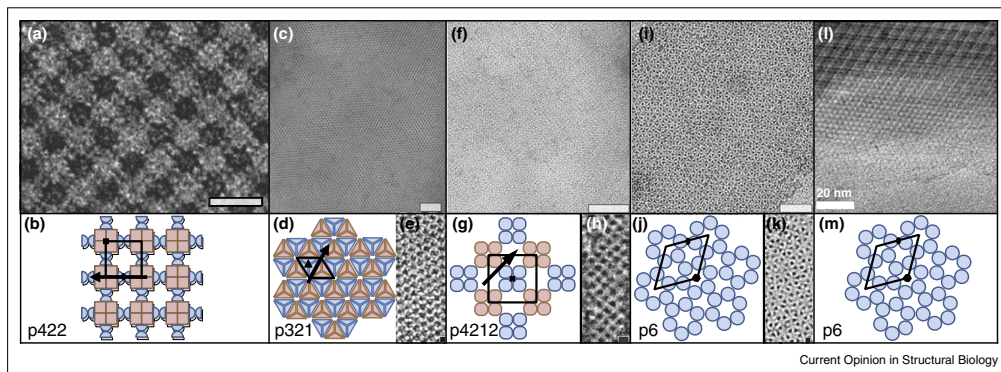 (a)
(c)
(f)
(i)
(l)
20 nm
(b)
(d)
(e)
(g)
(h)
(j)
(k)
(m)
p422
p321
p4212
p6
p6
Current Opinion in Structural Biology